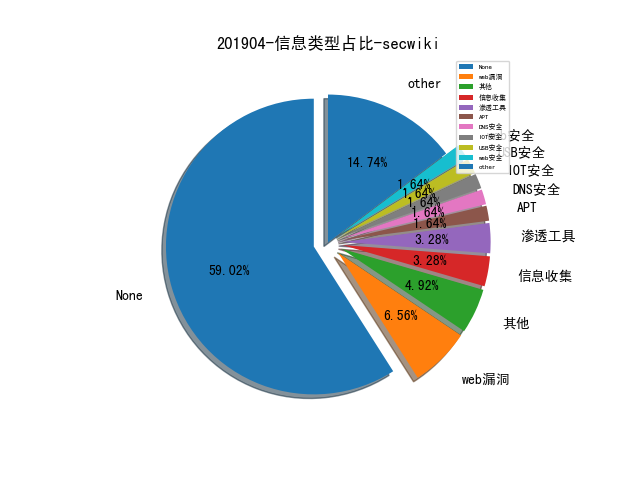 201904-信息类型占比-secwiki
None
web漏洞
其他
信息收集
渗透工具
APT
DNS安全
IOT安全
USB安全
web安全
other
other
14.74%
安全
SB安全
IOT安全
DNS安全
APT
渗透工具
信息收集
其他
web漏洞
None
1.64%
1.64%
1.64%
1.64%
1.64%
3.28%
3.28%
4.92%
6.56%
59.02%